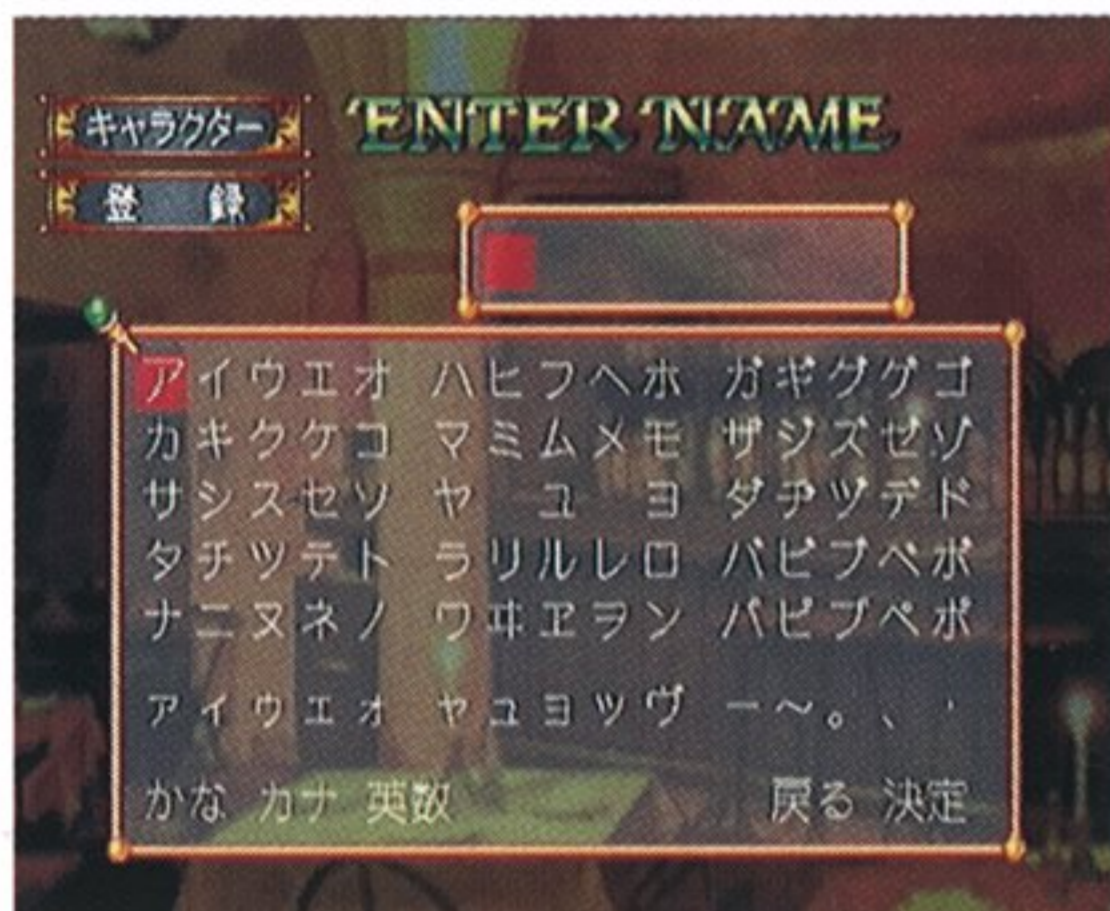 キャラクター
登録
ENTER NAME
アイウエオ ハヒフヘホ ガギグゲゴ
カキクケコ マミムメモ ザジズゼゾ
サシスセソ ヤ ユ ヨ ダヂヅデド
タチツテト ラリルレロ バビブベボ
ナニヌネノ ワヰヱヲン パピプペポ
ァィゥェォ ャュョッヴ ー〜。、・
かな カナ 英数 戻る 決定